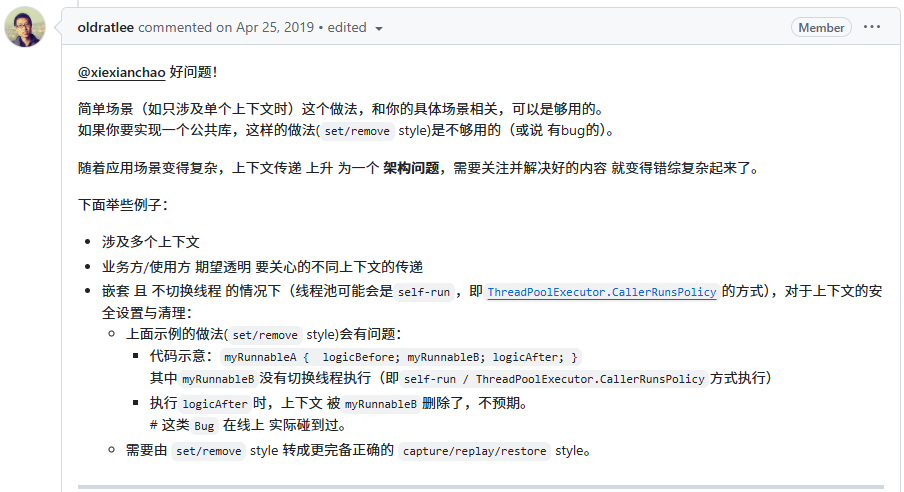 oldratlee commented on Apr 25, 2019 • edited
Member
@xiexianchao 好问题！
简单场景（如只涉及单个上下文时）这个做法，和你的具体场景相关，可以是够用的。
如果你要实现一个公共库，这样的做法( set/remove style)是不够用的（或说 有bug的）。
随着应用场景变得复杂，上下文传递 上升 为一个 架构问题，需要关注并解决好的内容 就变得错综复杂起来了。
下面举些例子：
• 涉及多个上下文
• 业务方/使用方 期望透明 要关心的不同上下文的传递
• 嵌套 且 不切换线程 的情况下（线程池可能会是 self-run ，即 ThreadPoolExecutor.CallerRunsPolicy 的方式），对于上下文的安
全设置与清理：
◦ 上面示例的做法( set/remove style)会有问题：
▪ 代码示意： myRunnableA {  logicBefore; myRunnableB; logicAfter; }
其中 myRunnableB 没有切换线程执行（即 self-run / ThreadPoolExecutor.CallerRunsPolicy 方式执行）
▪ 执行 logicAfter 时，上下文 被 myRunnableB 删除了，不预期。
# 这类 Bug 在线上 实际碰到过。
◦ 需要由 set/remove style 转成更完备正确的 capture/replay/restore style。